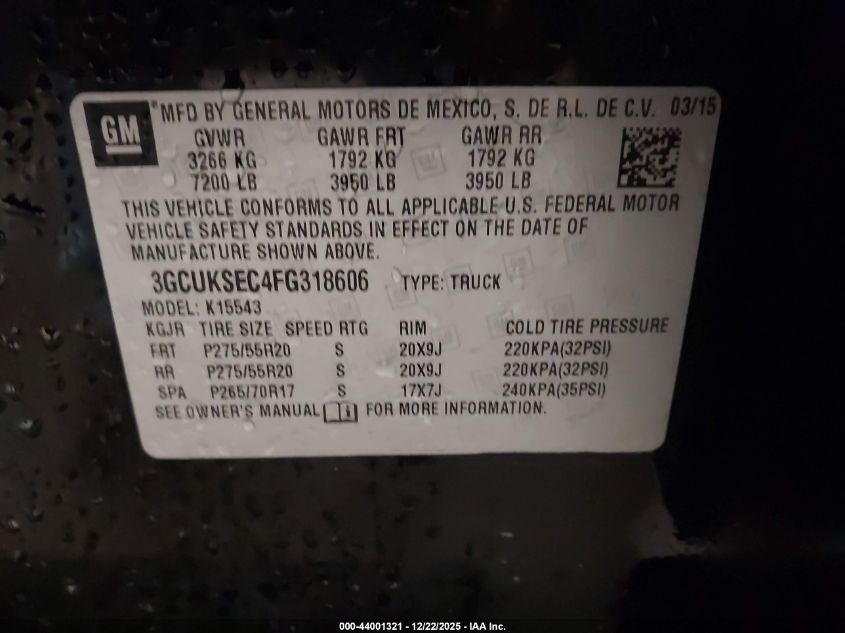 GM
*MFD BY GENERAL MOTORS DE MEXICO, S. DE R.L. DE C.V. 03/15
GVWR GAWR FRT GAWR RR
3266 KG 1792 KG 1792 KG
7200 LB 3950 LB 3950 LB
THIS VEHICLE CONFORMS TO ALL APPLICABLE U.S. FEDERAL MOTOR
VEHICLE SAFETY STANDARDS IN EFFECT ON THE DATE OF
MANUFACTURE SHOWN ABOVE.
3GCUKSEC4FG318606 TYPE: TRUCK
MODEL: K15543
KGJR TIRE SIZE SPEED RTG RIM COLD TIRE PRESSURE
FRT P275/55R20 S 20X9J 220KPA(32PSI)
RR P275/55R20 S 20X9J 220KPA(32PSI)
SPA P265/70R17 S 17X7J 240KPA(35PSI)
SEE OWNER'S MANUAL FOR MORE INFORMATION.
000-44001321 - 12/22/2025 - IAA Inc.